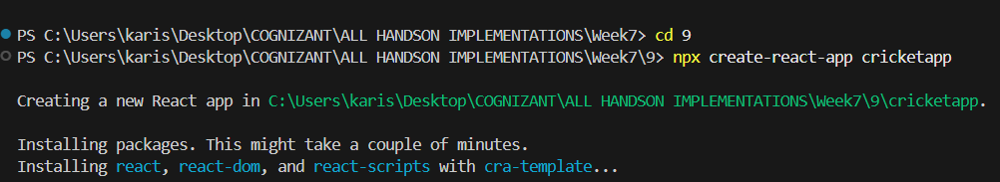 PS C:\Users\karis\Desktop\COGNIZANT\ALL HANDSON IMPLEMENTATIONS\Week7> cd 9
PS C:\Users\karis\Desktop\COGNIZANT\ALL HANDSON IMPLEMENTATIONS\Week7\9> npx create-react-app cricketapp
Creating a new React app in C:\Users\karis\Desktop\COGNIZANT\ALL HANDSON IMPLEMENTATIONS\Week7\9\cricketapp.
Installing packages. This might take a couple of minutes.
Installing react, react-dom, and react-scripts with cra-template...